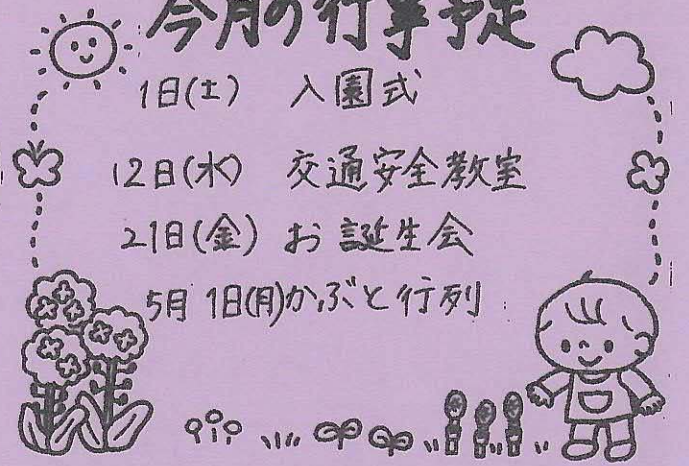 今月の行事予定
1日(土) 入園式
12日(水) 交通安全教室
21日(金) お誕生会
5月 1日(月)かぶと行列